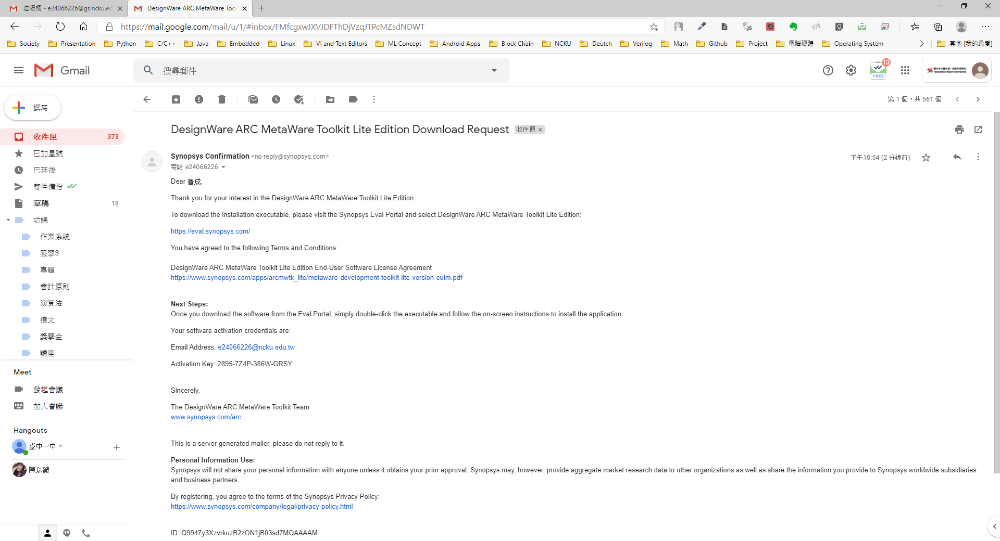 垃圾桶 - e24066226@gs.ncku.ed
DesignWare ARC MetaWare Tool
https://mail.google.com/mail/u/1/#inbox/FMfcgxwJXVJDFThDjVzqJTPcMZsdNDWT
Society Presentation Python C/C++ Java Embedded Linux VI and Text Editors ML Concept Android Apps Block Chain NCKU Deutch Verilog Math Github Project 電腦硬體 Operating System 其他 [我的最愛]
Gmail
搜尋郵件
13
FREE
撰寫
第 1 個，共 561 個
收件匣 373
已加星號
已延後
寄件備份
草稿 18
功課
作業系統
服學3
專題
會計原則
演算法
德文
獎學金
講座
Meet
發起會議
加入會議
Hangouts
臺中一中
陳以
DesignWare ARC MetaWare Toolkit Lite Edition Download Request 收件匣 x
Synopsys Confirmation <no-reply@synopsys.com>
下午10:54 (2 分鐘前)
寄給 e24066226
Dear 晉成,
Thank you for your interest in the DesignWare ARC MetaWare Toolkit Lite Edition.
To download the installation executable, please visit the Synopsys Eval Portal and select DesignWare ARC MetaWare Toolkit Lite Edition:
https://eval.synopsys.com/
You have agreed to the following Terms and Conditions:
DesignWare ARC MetaWare Toolkit Lite Edition End-User Software License Agreement
https://www.synopsys.com/apps/arcmwtk_lite/metaware-development-toolkit-lite-version-eulm.pdf
Next Steps:
Once you download the software from the Eval Portal, simply double-click the executable and follow the on-screen instructions to install the application.
Your software activation credentials are:
Email Address: e24066226@ncku.edu.tw
Activation Key: 2895-7Z4P-386W-GRSY
Sincerely,
The DesignWare ARC MetaWare Toolkit Team
www.synopsys.com/arc
This is a server generated mailer, please do not reply to it.
Personal Information Use:
Synopsys will not share your personal information with anyone unless it obtains your prior approval. Synopsys may, however, provide aggregate market research data to other organizations as well as share the information you provide to Synopsys worldwide subsidiaries
and business partners.
By registering, you agree to the terms of the Synopsys Privacy Policy:
https://www.synopsys.com/company/legal/privacy-policy.html
ID: Q9947y3XzvrkuzB2zON1jB03sd7MQAAAAM